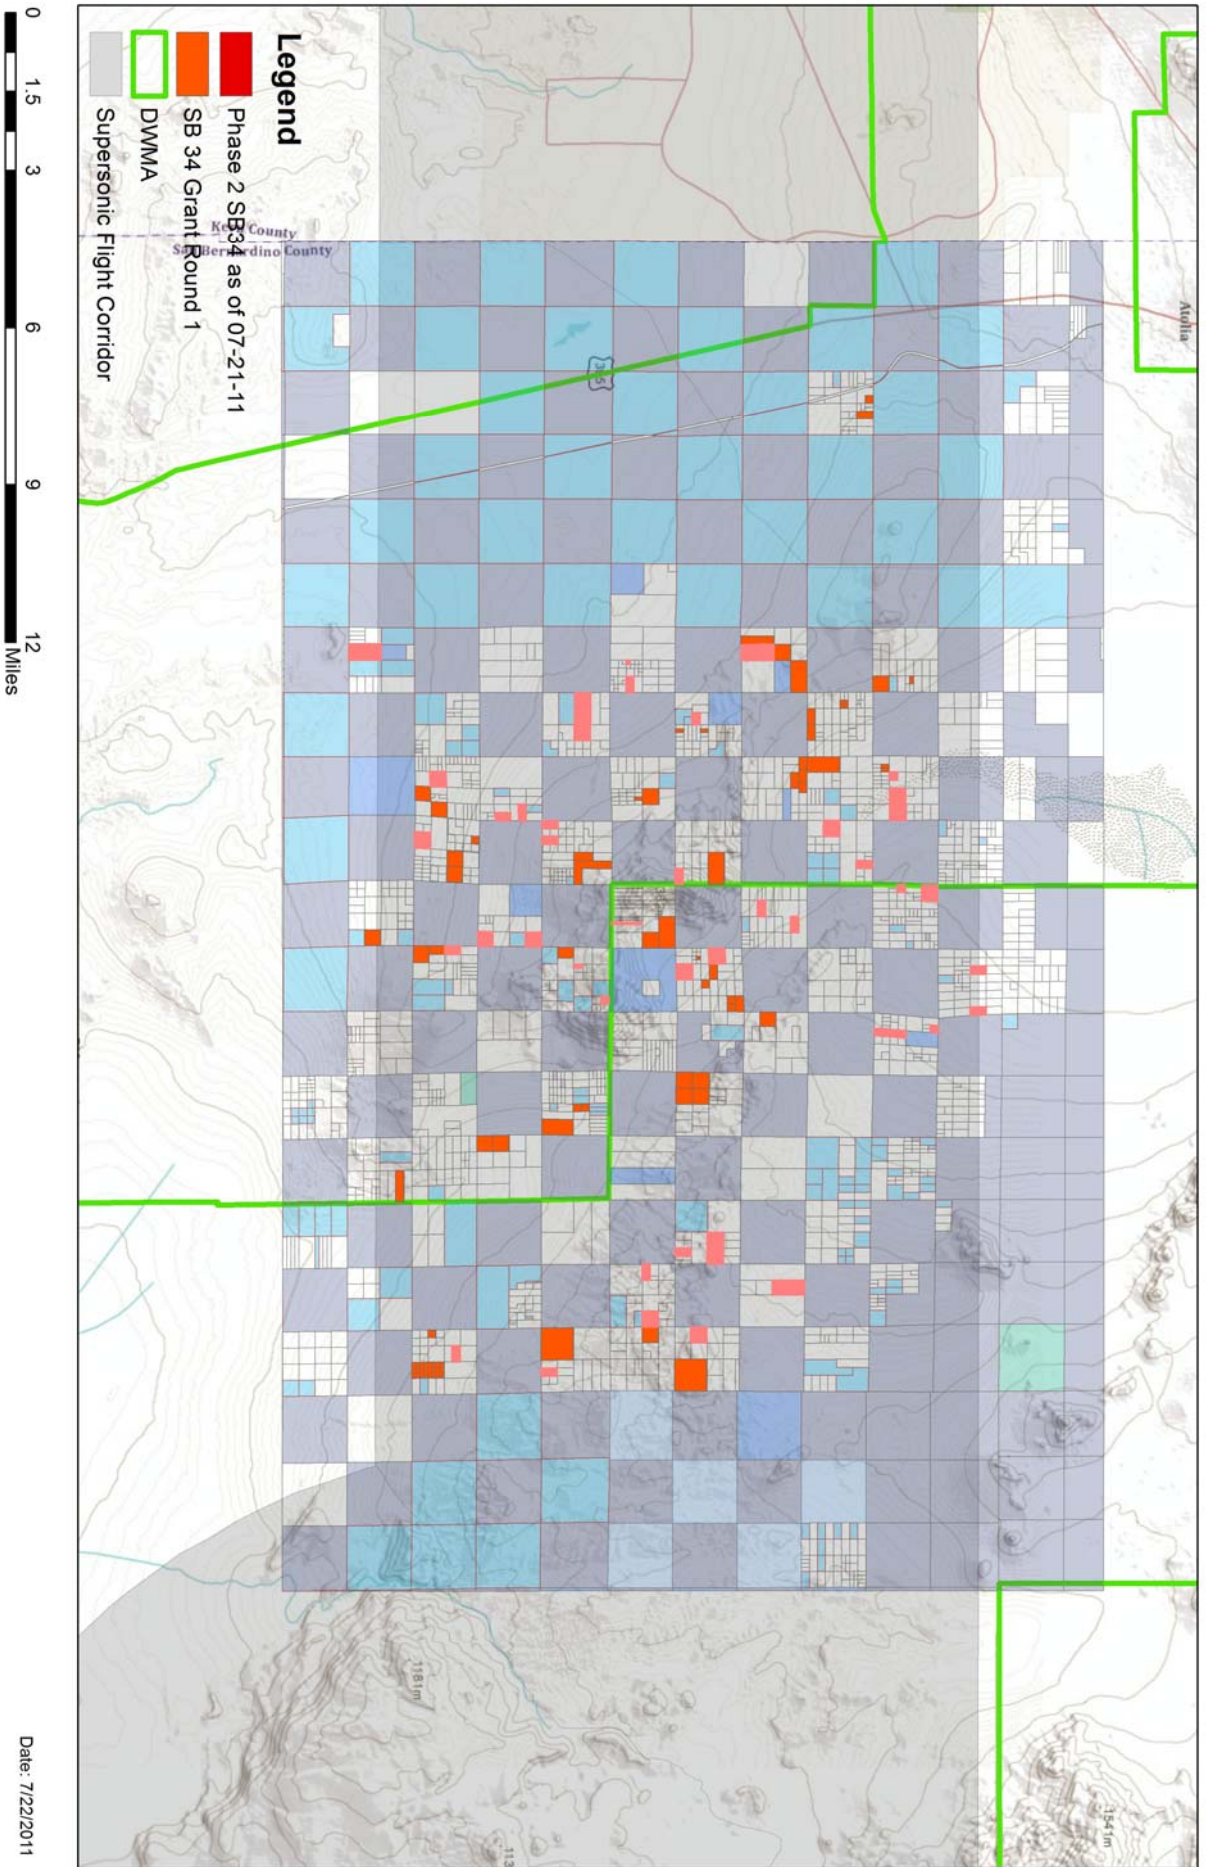 Legend
Phase 2 SB34 as of 07-21-11
SB 34 Grant Round 1
DWMA
Supersonic Flight Corridor
Kern County
San Bernardino County
Atolia
395
1181m
1541m
113
0 1.5 3 6 9 12
Miles
Date: 7/22/2011